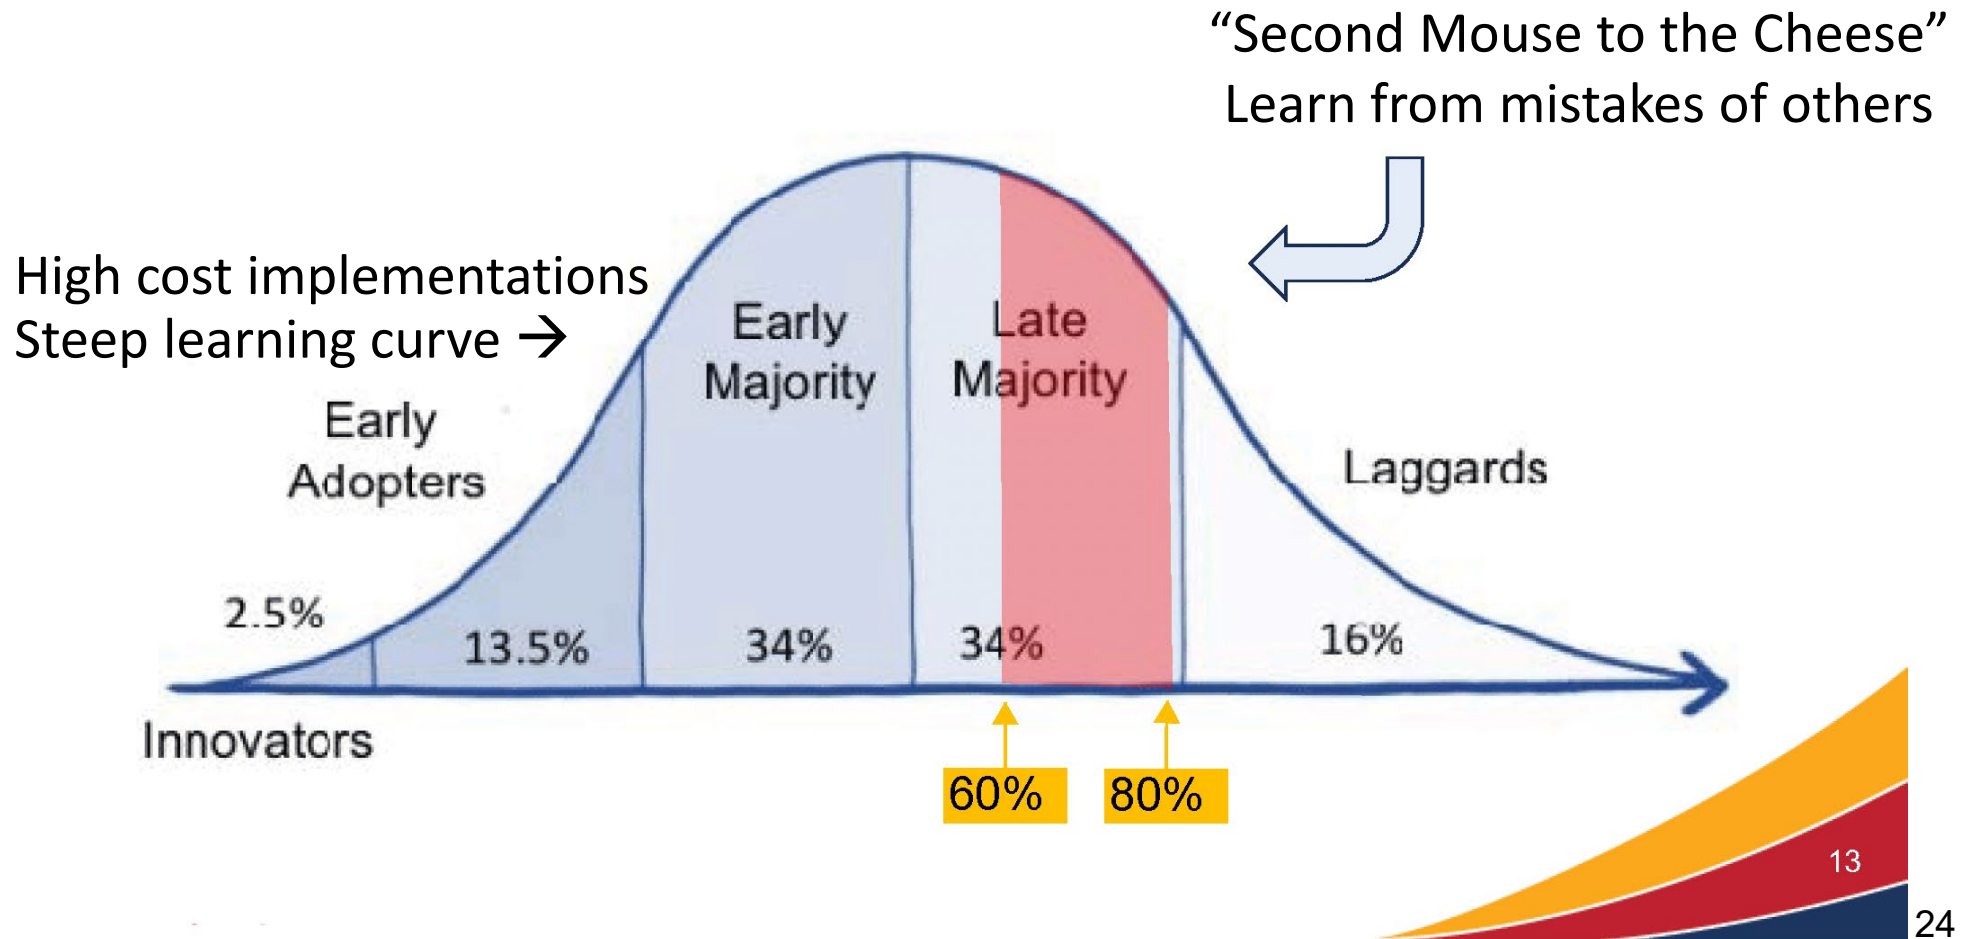 “Second Mouse to the Cheese”
Learn from mistakes of others
High cost implementations
Steep learning curve →
Early
Adopters
Early
Majority
Late
Majority
Laggards
2.5%
13.5%
34%
34%
16%
Innovators
60%
80%
13
24